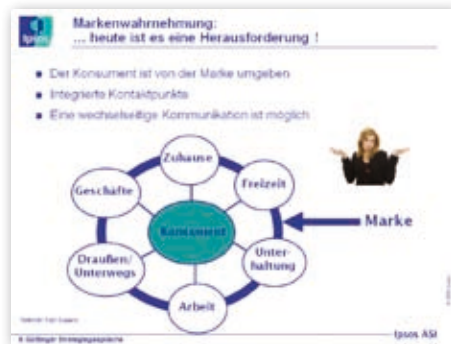 Ipsos
Markenwahrnehmung:
... heute ist es eine Herausforderung !
Der Konsument ist von der Marke umgeben
Integrierte Kontaktpunkte
Eine wechselseitige Kommunikation ist möglich
Zuhause
Geschäfte
Freizeit
Konsument
Marke
Draußen/
Unterwegs
Unter-
haltung
Arbeit
Ipsos ASI